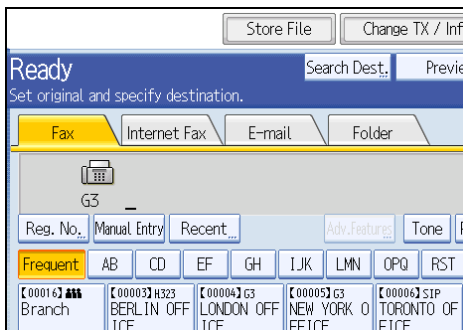 Store File Change TX / Inf
Ready Search Dest. Previe
Set original and specify destination.
Fax Internet Fax E-mail Folder
G3 _
Reg. No. Manual Entry Recent Adv.Features Tone
Frequent AB CD EF GH IJK LMN OPQ RST
【00016】 【00003】H323 【00004】G3 【00005】G3 【00006】SIP
Branch BERLIN OFF LONDON OFF NEW YORK O TORONTO OF
ICE ICE FFICE FICE